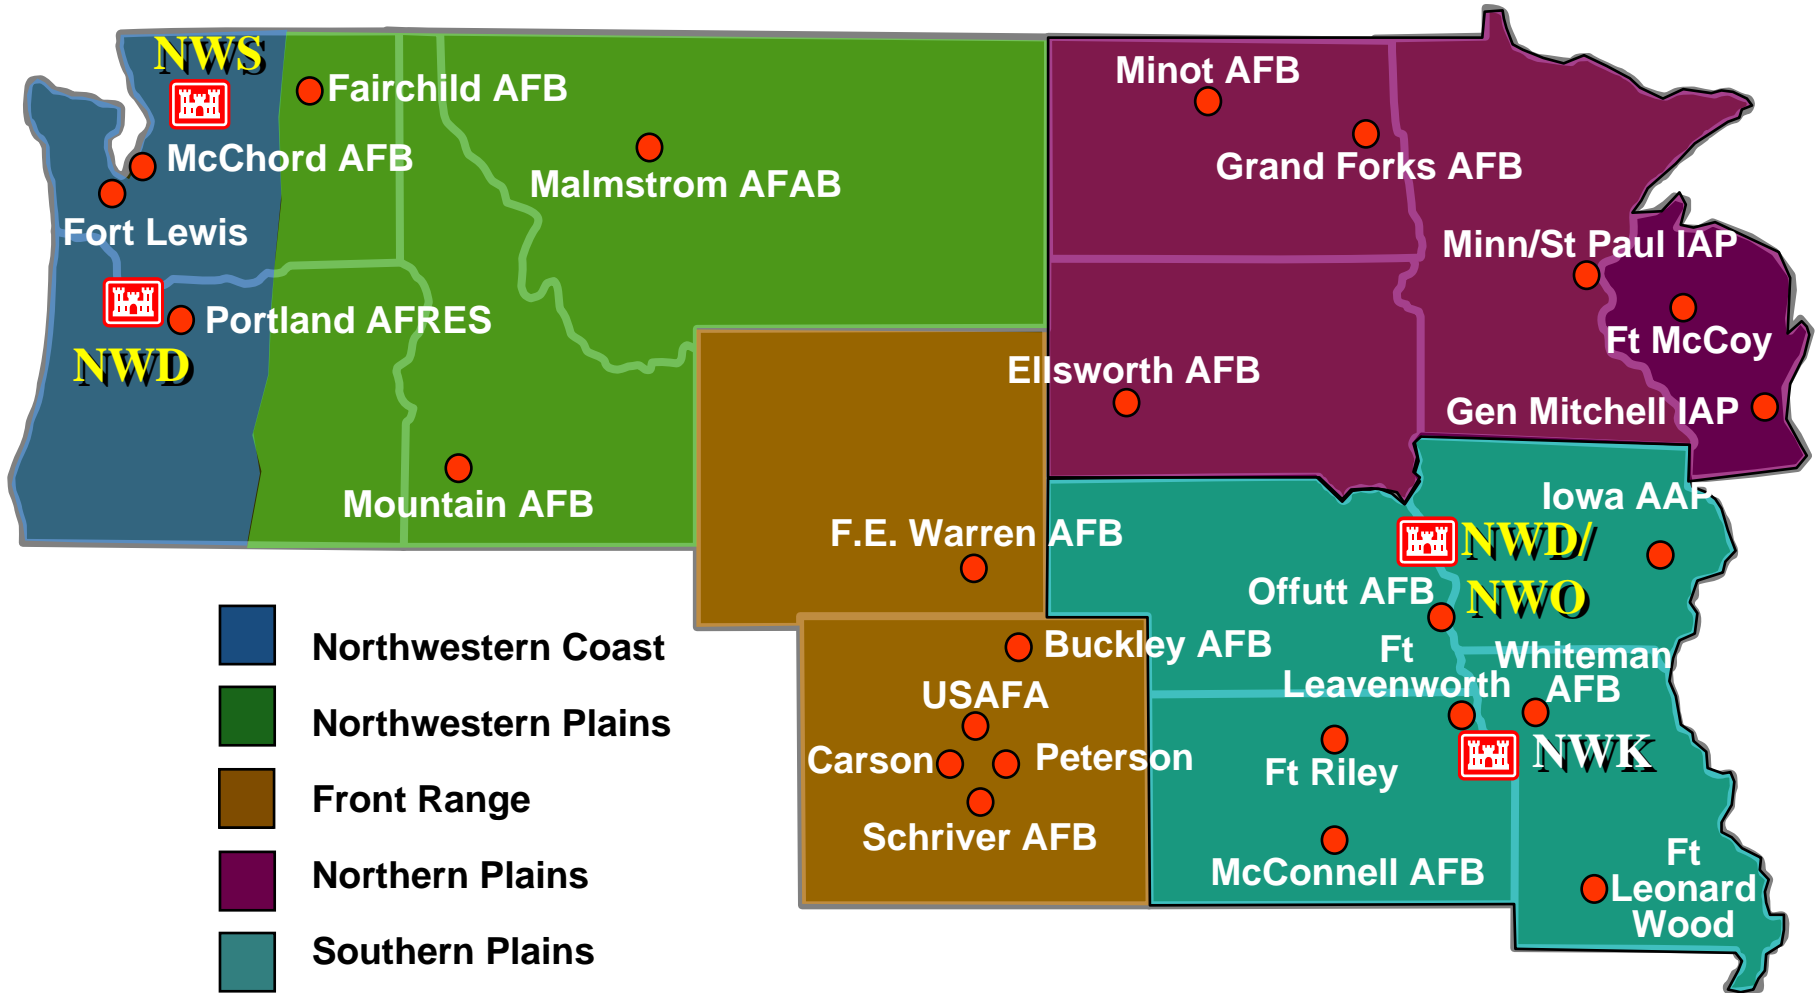 NWS
Fairchild AFB
McChord AFB
Fort Lewis
Malmstrom AFAB
Portland AFRES
NWD
Mountain AFB
Minot AFB
Grand Forks AFB
Minn/St Paul IAP
Ft McCoy
Ellsworth AFB
Gen Mitchell IAP
F.E. Warren AFB
Iowa AAP
NWD/
NWO
Offutt AFB
Buckley AFB
USAFA
Carson
Peterson
Schriver AFB
Ft
Leavenworth
Whiteman
AFB
NWK
Ft Riley
McConnell AFB
Ft
Leonard
Wood
Northwestern Coast
Northwestern Plains
Front Range
Northern Plains
Southern Plains